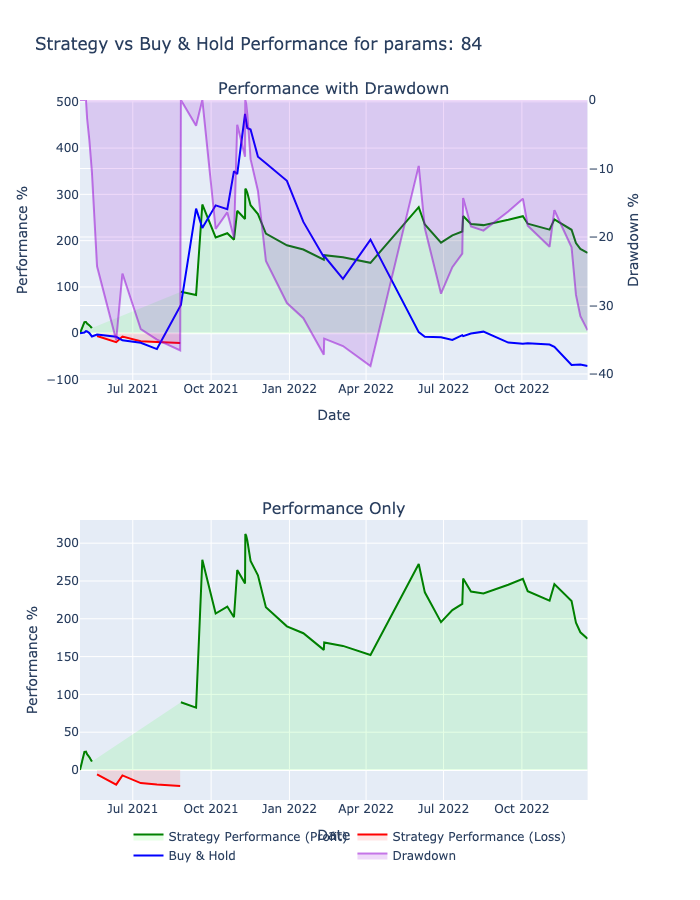 Strategy vs Buy & Hold Performance for params: 84
Performance with Drawdown
500
400
300
200
100
0
−100
0
−10
−20
−30
−40
Performance %
Drawdown %
Jul 2021 Oct 2021 Jan 2022 Apr 2022 Jul 2022 Oct 2022
Date
Performance Only
300
250
200
150
100
50
0
Performance %
Jul 2021 Oct 2021 Jan 2022 Apr 2022 Jul 2022 Oct 2022
Date
Strategy Performance (Profit) Strategy Performance (Loss)
Buy & Hold Drawdown